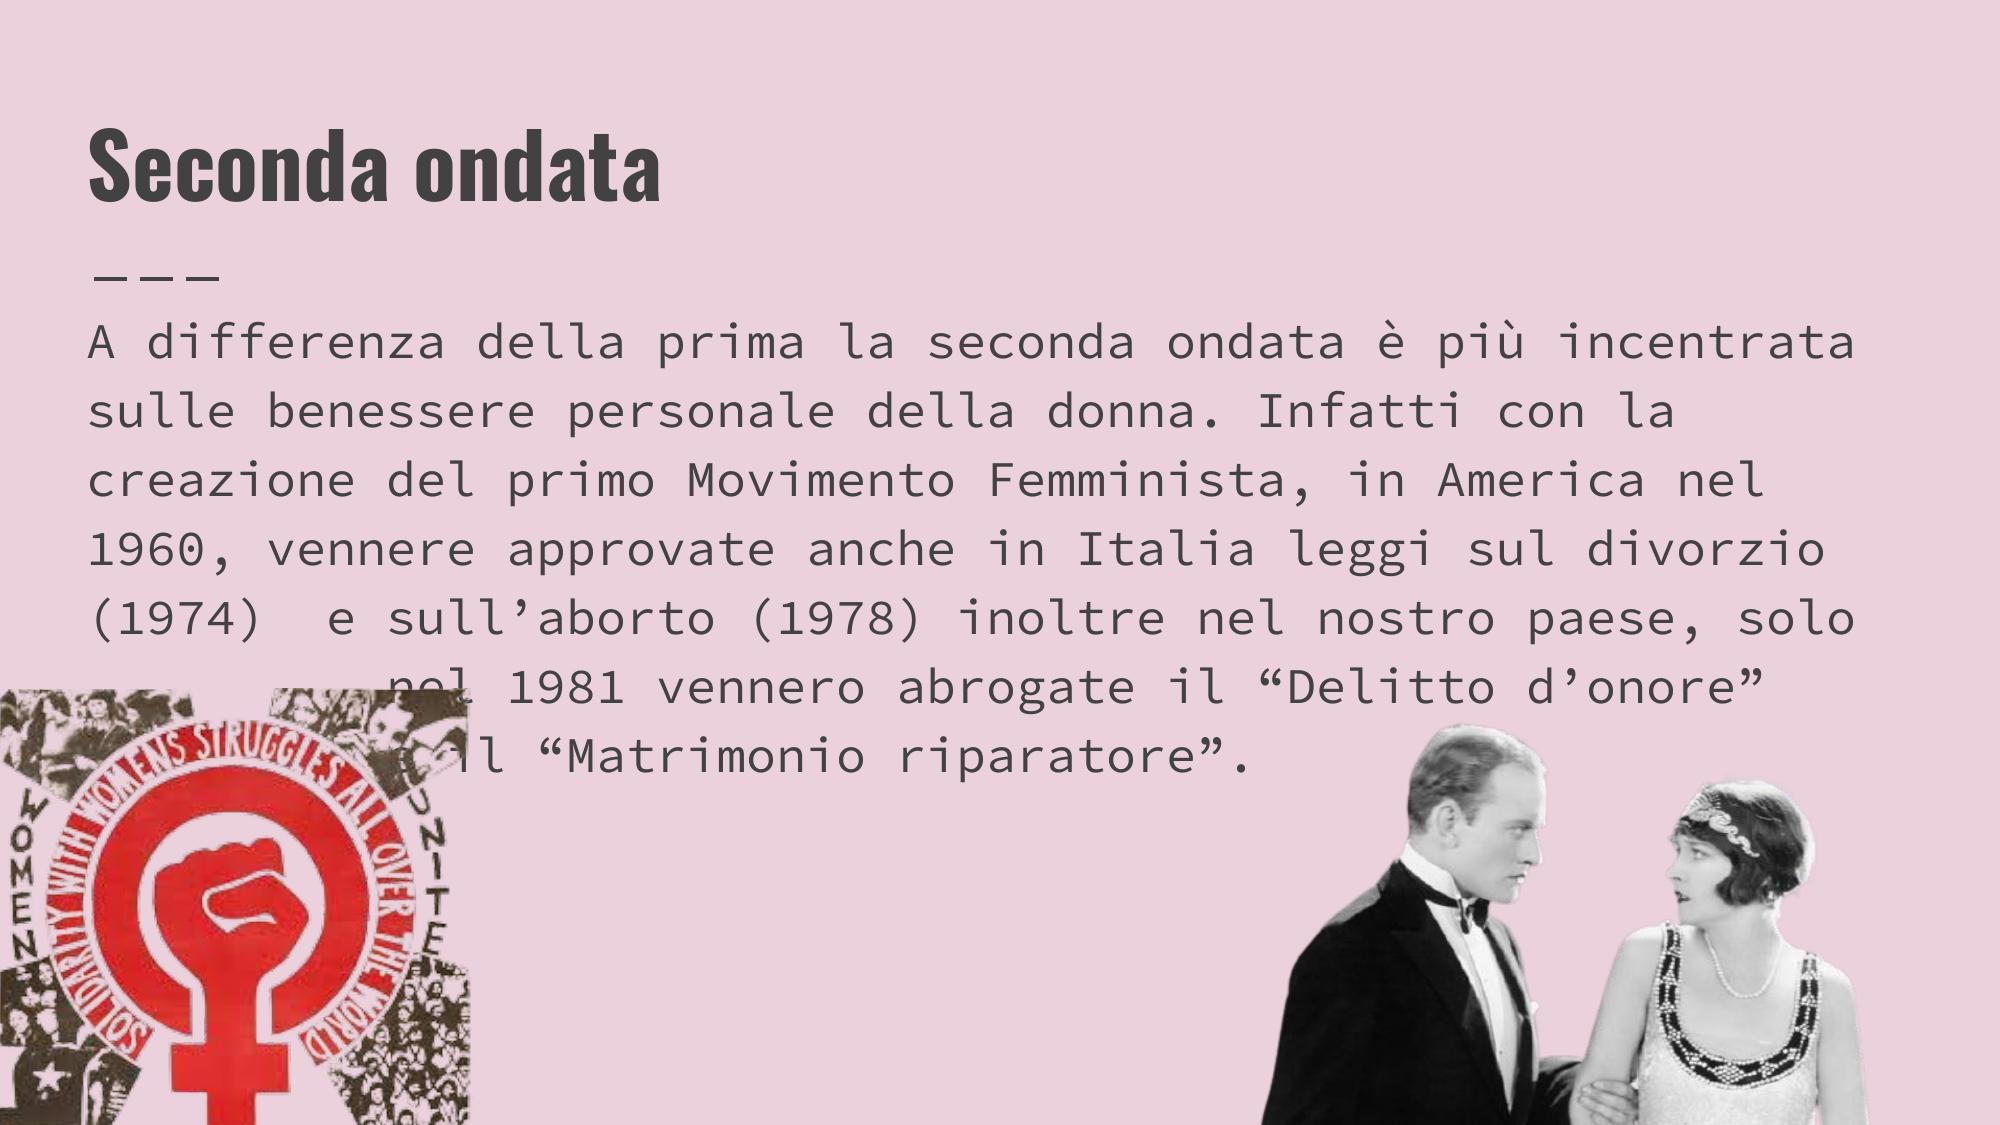 Seconda ondata
———
A differenza della prima la seconda ondata è più incentrata
sulle benessere personale della donna. Infatti con la
creazione del primo Movimento Femminista, in America nel
1960, vennere approvate anche in Italia leggi sul divorzio
(1974)  e sull’aborto (1978) inoltre nel nostro paese, solo
nel 1981 vennero abrogate il “Delitto d’onore”
e il “Matrimonio riparatore”.
SOLIDARITY WITH WOMENS STRUGGLES ALL OVER THE WORLD
WOMEN
UNITE